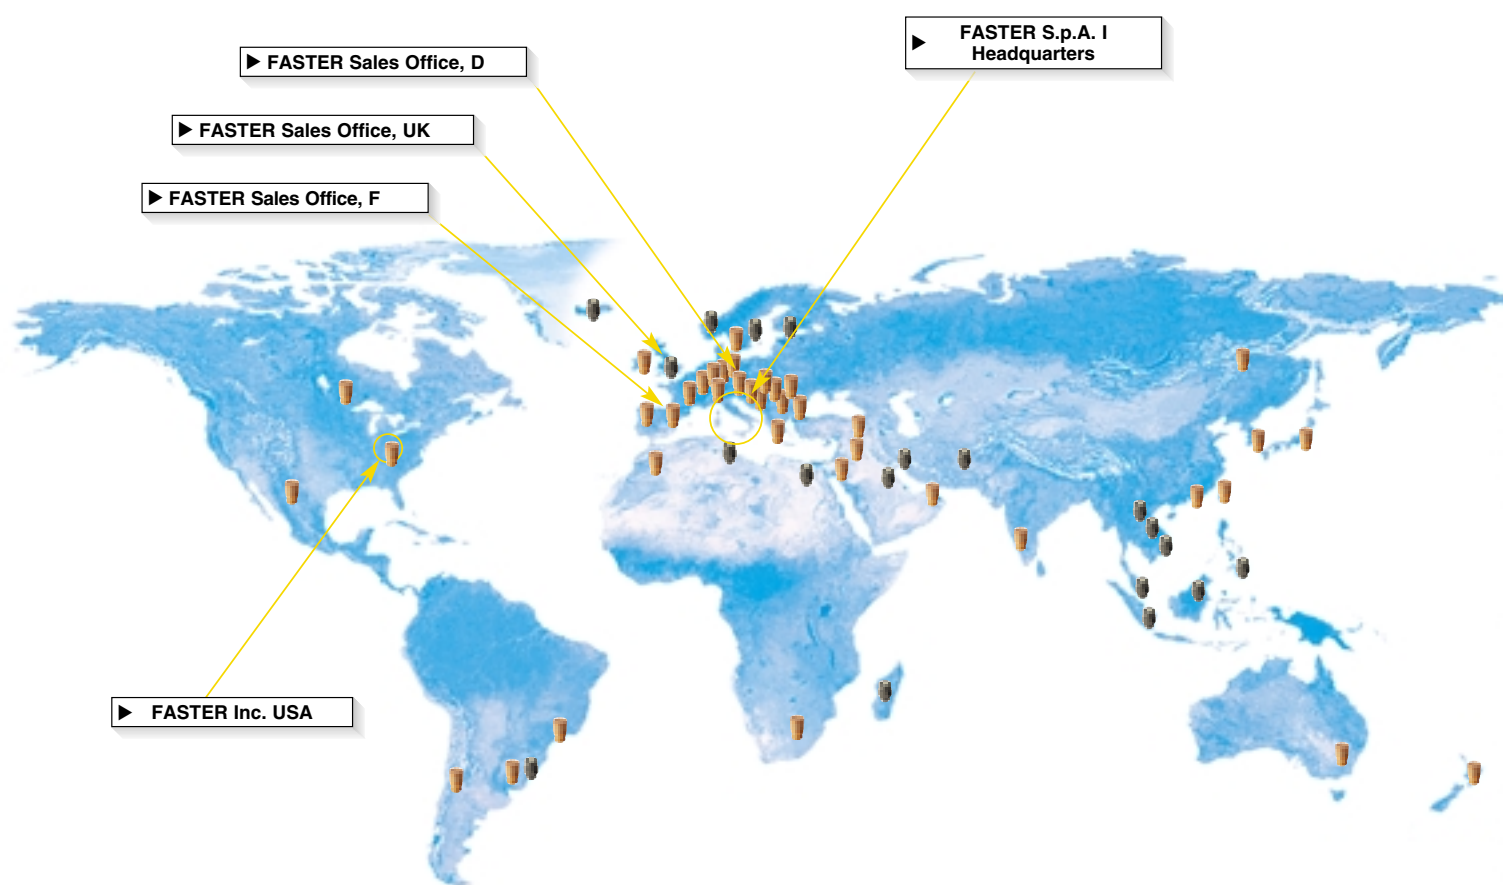 FASTER S.p.A. I
Headquarters
▶ FASTER Sales Office, D
▶ FASTER Sales Office, UK
▶ FASTER Sales Office, F
▶ FASTER Inc. USA